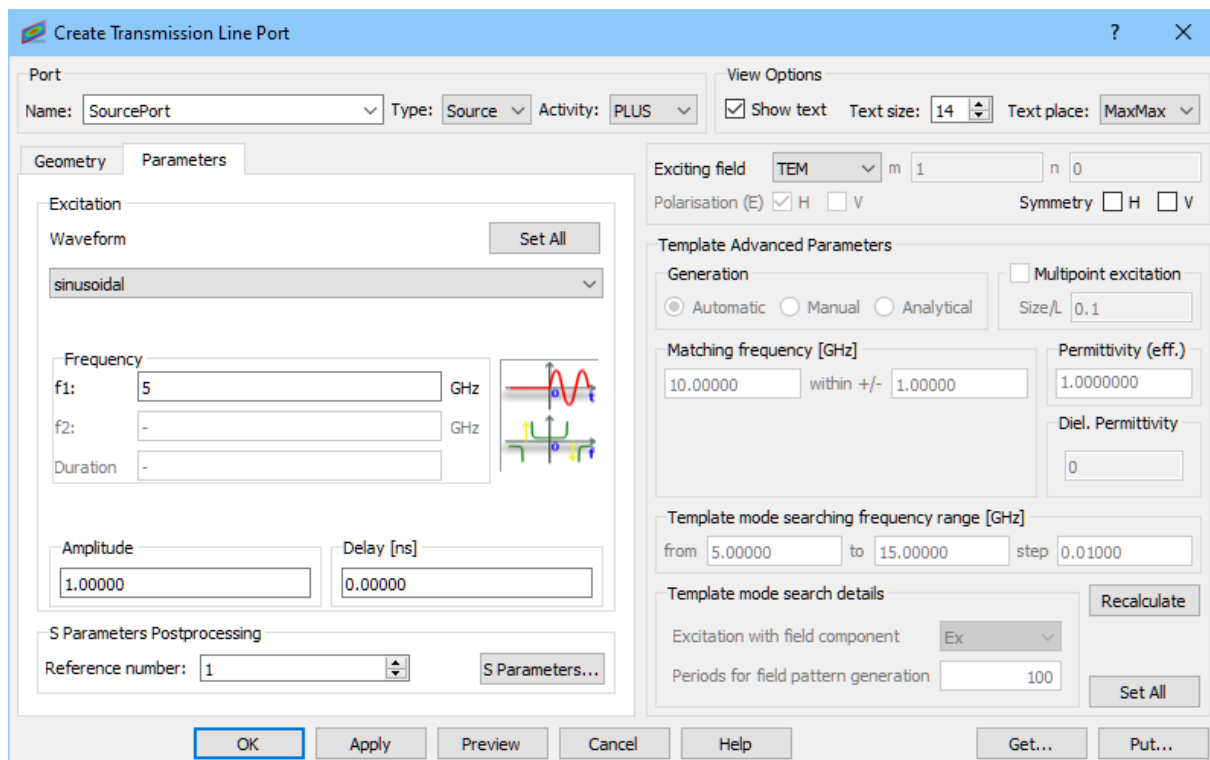 Create Transmission Line Port ?
Port
Name: SourcePort Type: Source Activity: PLUS
View Options
Show text Text size: 14 Text place: MaxMax
Geometry Parameters
Excitation
Waveform Set All
sinusoidal
Frequency
f1: 5 GHz
f2: - GHz
Duration -
0 t
0 f
Amplitude
1.00000
Delay [ns]
0.00000
S Parameters Postprocessing
Reference number: 1 S Parameters...
Exciting field TEM m 1 n 0
Polarisation (E) H V Symmetry H V
Template Advanced Parameters
Generation
Automatic Manual Analytical
Multipoint excitation
Size/L 0.1
Matching frequency [GHz]
10.00000 within +/- 1.00000
Permittivity (eff.)
1.0000000
Diel. Permittivity
0
Template mode searching frequency range [GHz]
from 5.00000 to 15.00000 step 0.01000
Template mode search details
Excitation with field component Ex
Periods for field pattern generation 100
Recalculate
Set All
OK Apply Preview Cancel Help Get... Put...